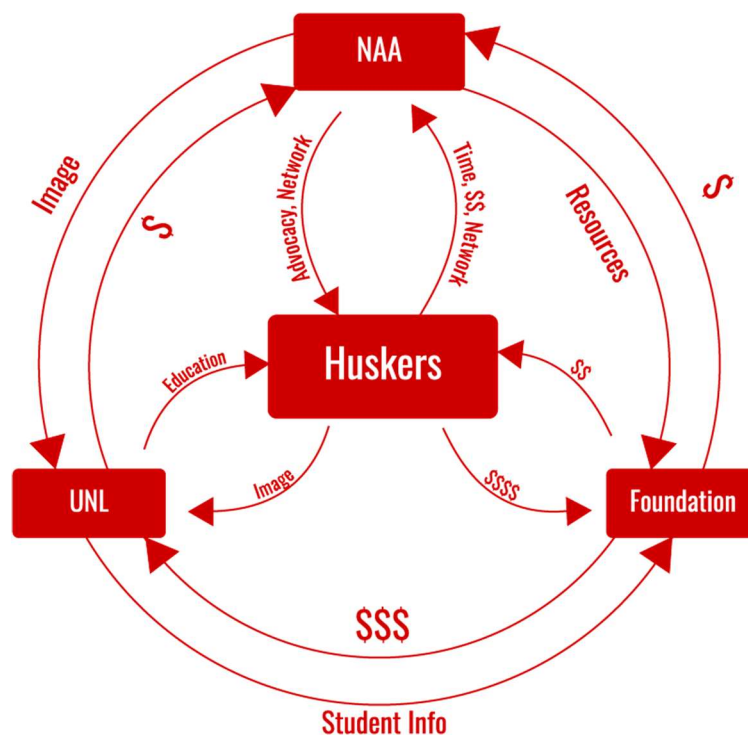 NAA
Image
$
Advocacy, Network
Time, $$, Network
Resources
$
Huskers
Education
$$
Image
$$$$
UNL
Foundation
$$$
Student Info